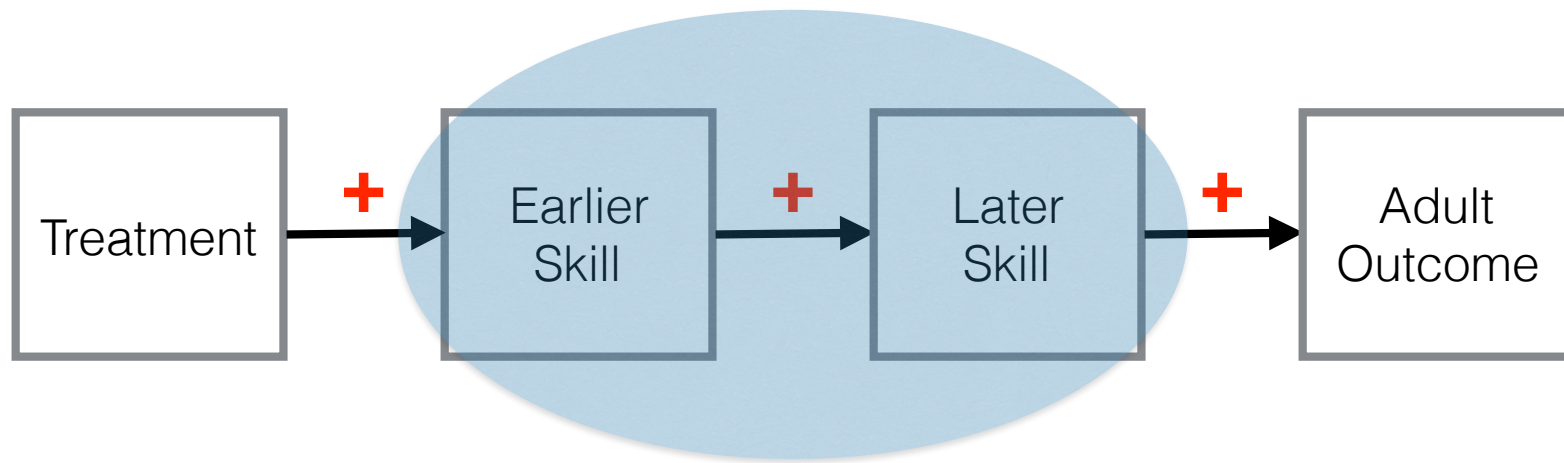 Treatment
+
Earlier
Skill
+
Later
Skill
+
Adult
Outcome